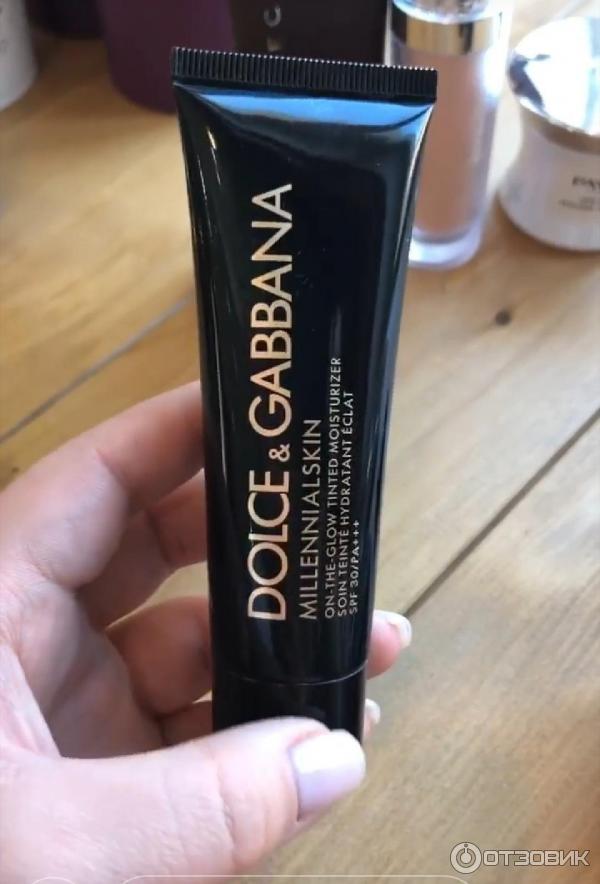 DOLCE & GABBANA
MILLENNIALSKIN
ON-THE-GLOW TINTED MOISTURIZER
SOIN TEINTÉ HYDRATANT ÉCLAT
SPF 30/PA+++
ОТЗОВИК